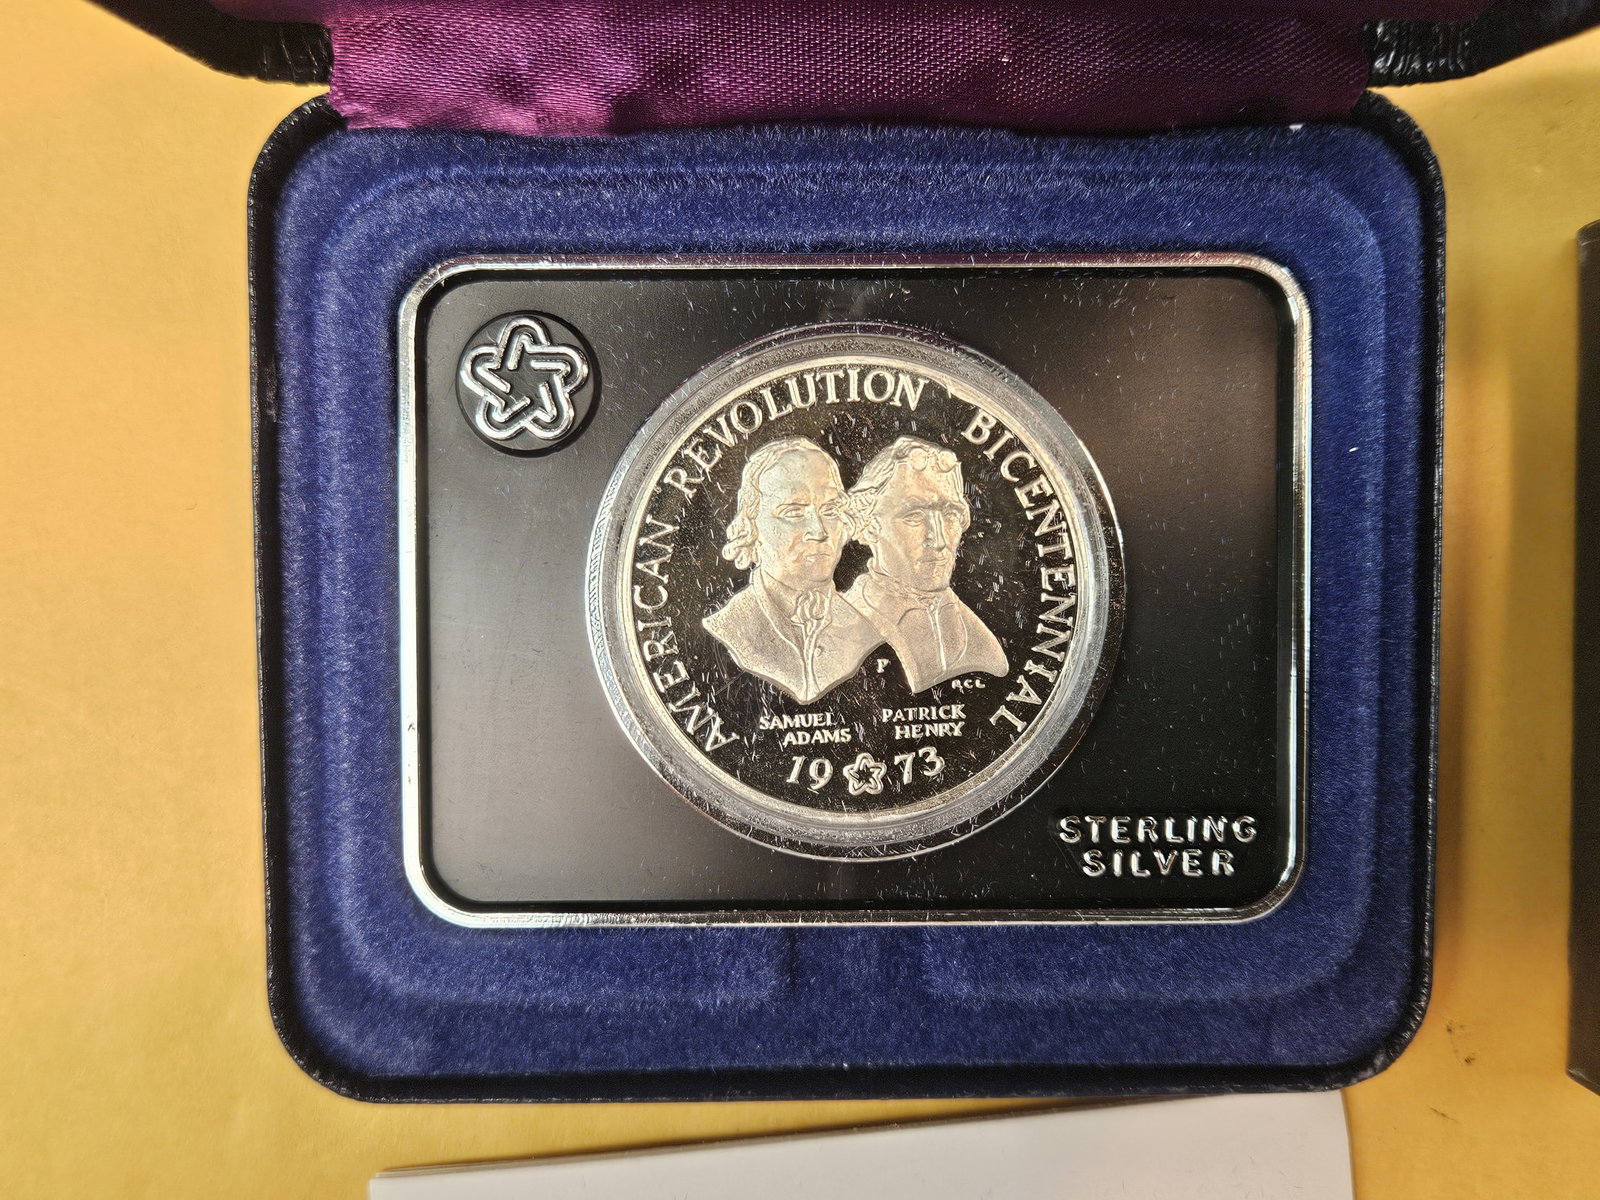 AMERICAN REVOLUTION BICENTENNIAL
P
RCL
SAMUEL ADAMS
PATRICK HENRY
19 73
STERLING
SILVER